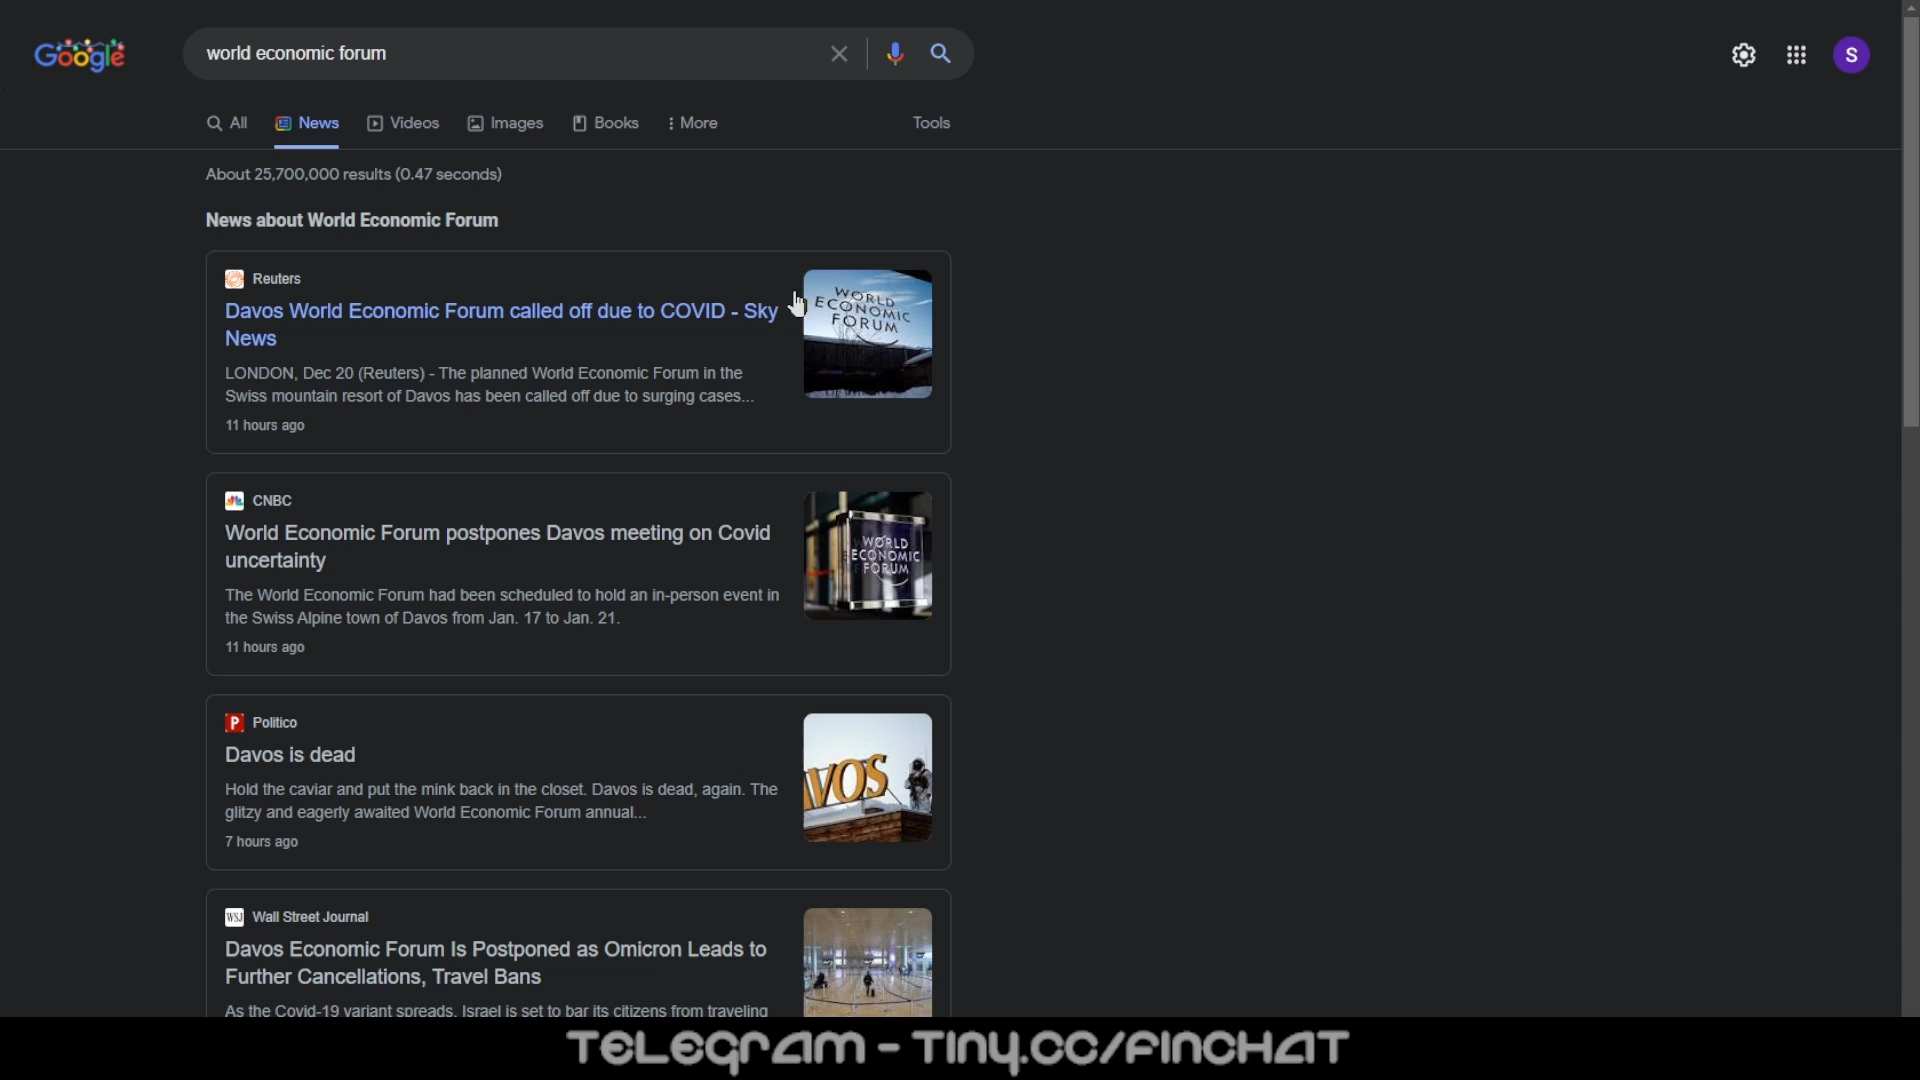 Google
world economic forum
S
All
News
Videos
Images
Books
More
Tools
About 25,700,000 results (0.47 seconds)
News about World Economic Forum
Reuters
Davos World Economic Forum called off due to COVID - Sky
News
LONDON, Dec 20 (Reuters) - The planned World Economic Forum in the
Swiss mountain resort of Davos has been called off due to surging cases...
11 hours ago
WORLD
ECONOMIC
FORUM
CNBC
World Economic Forum postpones Davos meeting on Covid
uncertainty
The World Economic Forum had been scheduled to hold an in-person event in
the Swiss Alpine town of Davos from Jan. 17 to Jan. 21.
11 hours ago
WORLD
ECONOMIC
FORUM
P Politico
Davos is dead
Hold the caviar and put the mink back in the closet. Davos is dead, again. The
glitzy and eagerly awaited World Economic Forum annual...
7 hours ago
VOS
WSJ Wall Street Journal
Davos Economic Forum Is Postponed as Omicron Leads to
Further Cancellations, Travel Bans
As the Covid-19 variant spreads, Israel is set to bar its citizens from traveling
TELEGRAM - TINY.CC/FINCHAT